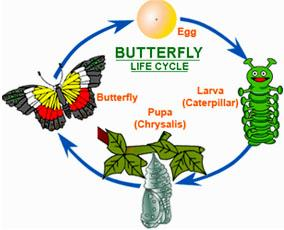 Egg
BUTTERFLY
LIFE CYCLE
Larva
(Caterpillar)
Pupa
(Chrysalis)
Butterfly